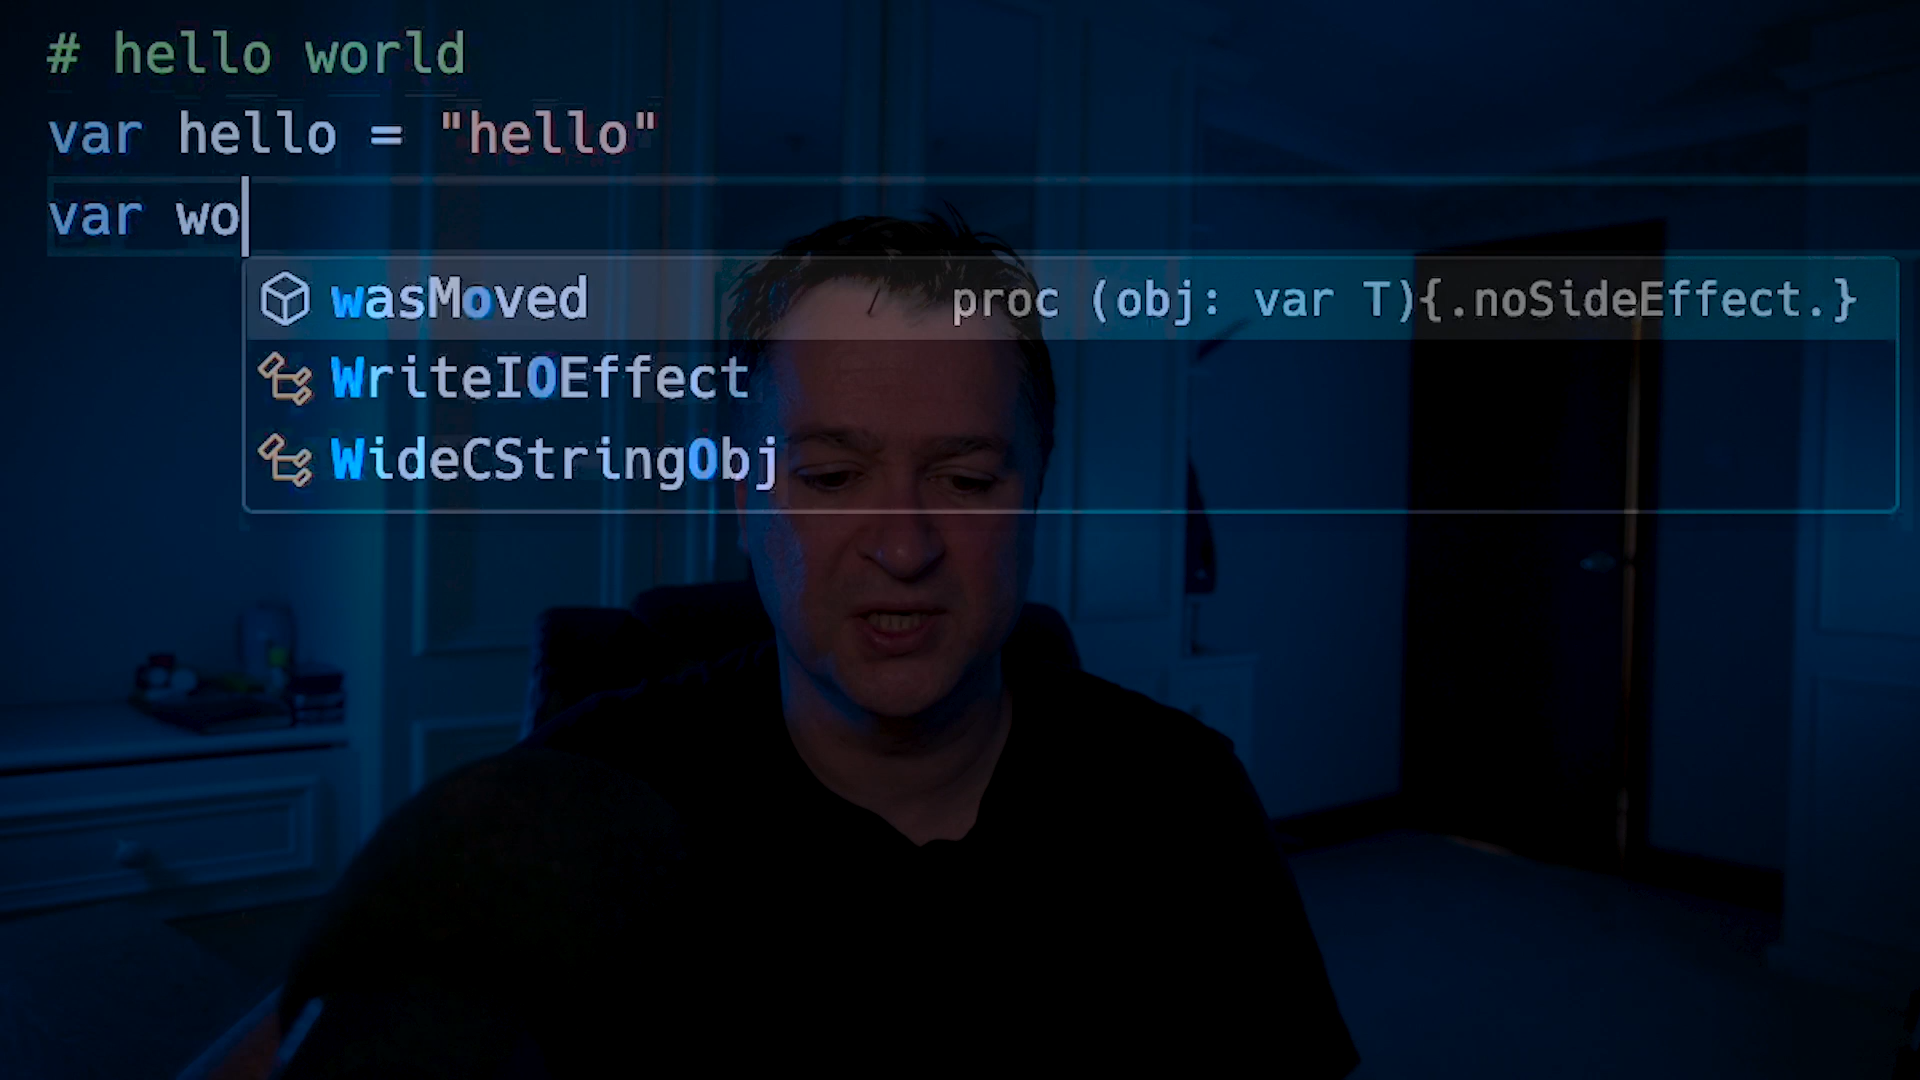 # hello world
var hello = "hello"
var wo
wasMoved proc (obj: var T){.noSideEffect.}
WriteIOEffect
WideCStringObj